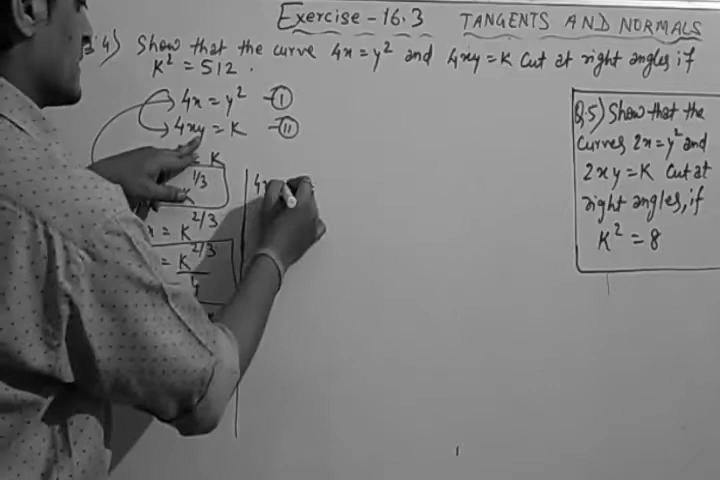 Exercise - 16.3 TANGENTS AND NORMALS
4) Show that the curve 4x = y² and 4xy = K cut at right angles if
K² = 512.
4x = y² - I
4xy = K - II
= K
1/3
= K^2/3
= K^2/3
4
4x
Q.5) Show that the
curves 2x = y² and
2xy = K cut at
right angles, if
K² = 8